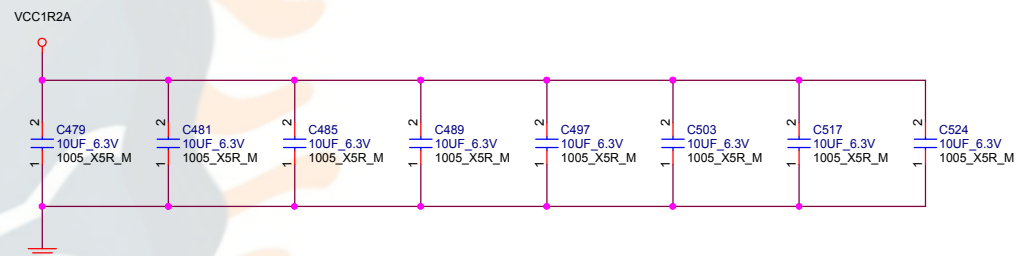 VCC1R2A
2
C479
10UF_6.3V
1005_X5R_M
1
2
C481
10UF_6.3V
1005_X5R_M
1
2
C485
10UF_6.3V
1005_X5R_M
1
2
C489
10UF_6.3V
1005_X5R_M
1
2
C497
10UF_6.3V
1005_X5R_M
1
2
C503
10UF_6.3V
1005_X5R_M
1
2
C517
10UF_6.3V
1005_X5R_M
1
2
C524
10UF_6.3V
1005_X5R_M
1